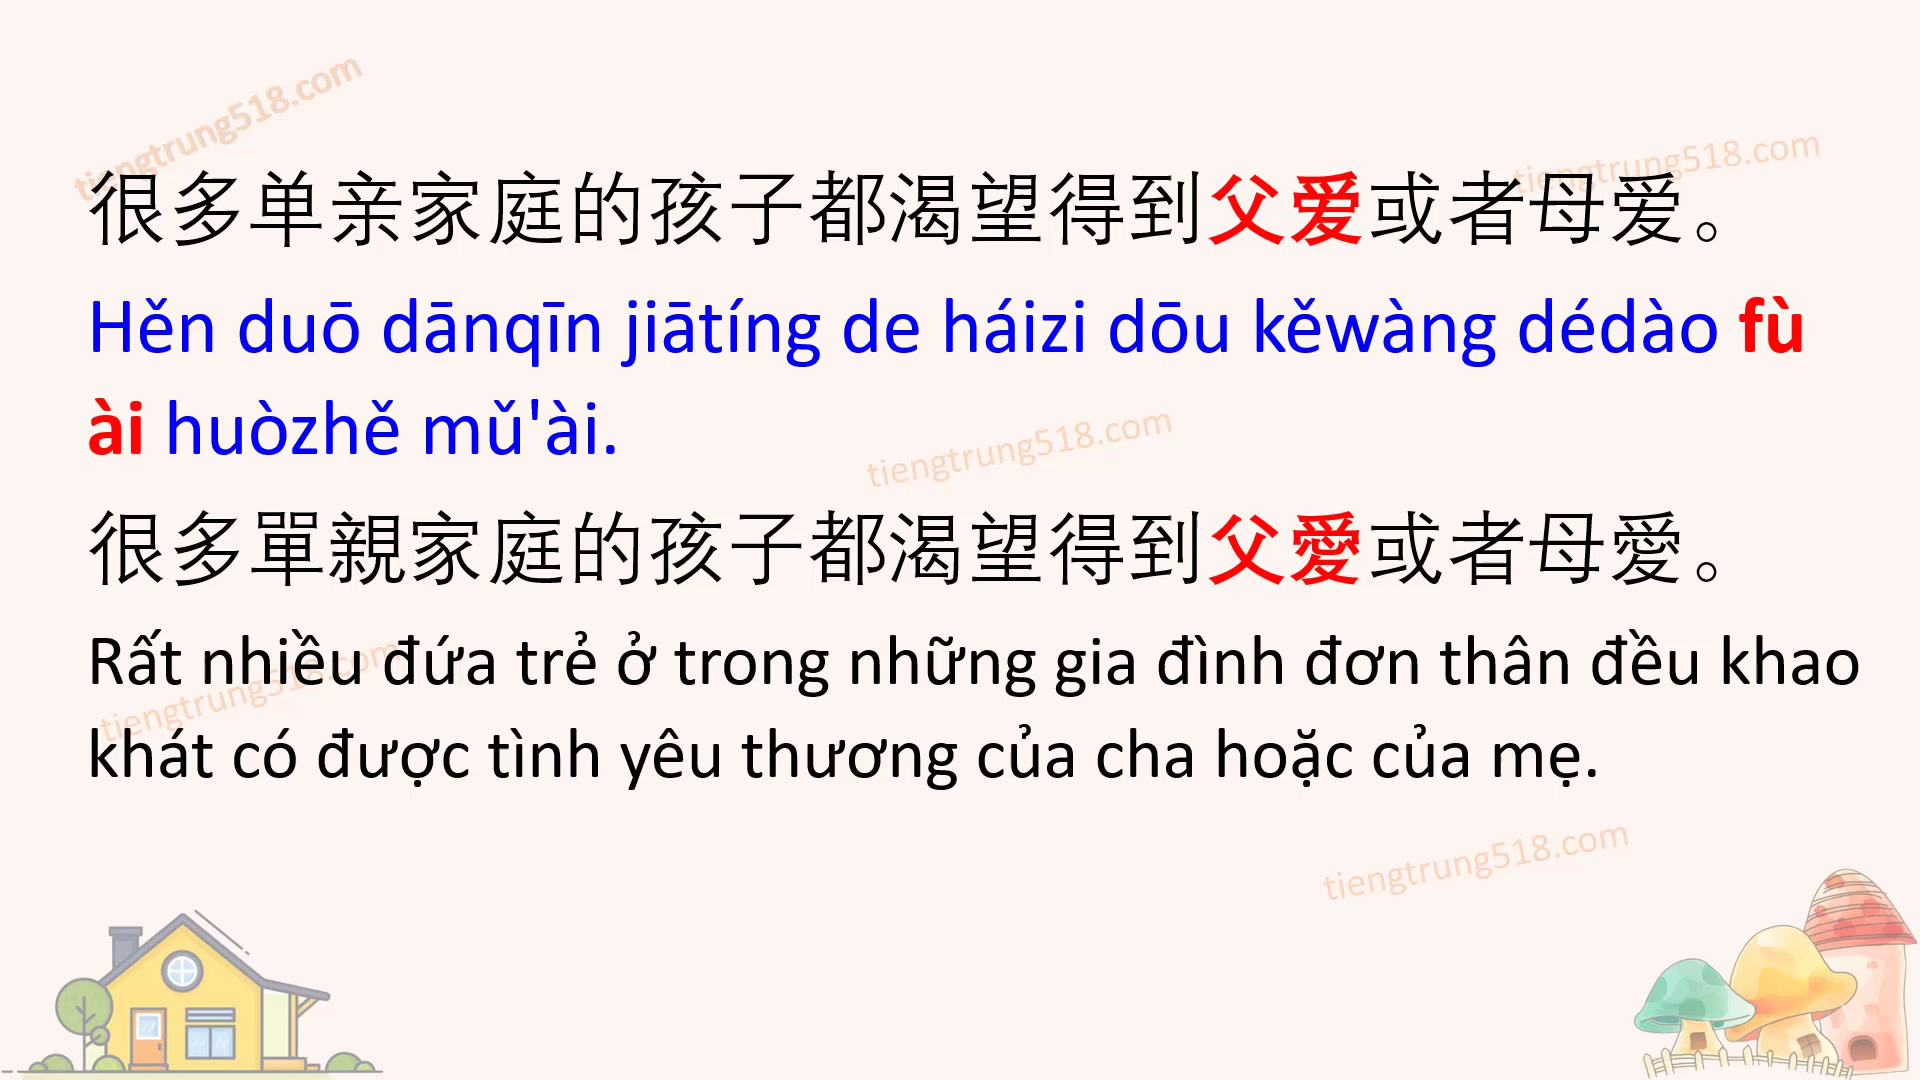 tiengtrung518.com
tiengtrung518.com
很多单亲家庭的孩子都渴望得到父爱或者母爱。
Hěn duō dānqīn jiātíng de háizi dōu kěwàng dédào fù
ài huòzhě mǔ'ài.
tiengtrung518.com
很多單親家庭的孩子都渴望得到父愛或者母愛。
Rất nhiều đứa trẻ ở trong những gia đình đơn thân đều khao
tiengtrung518.com
khát có được tình yêu thương của cha hoặc của mẹ.
tiengtrung518.com